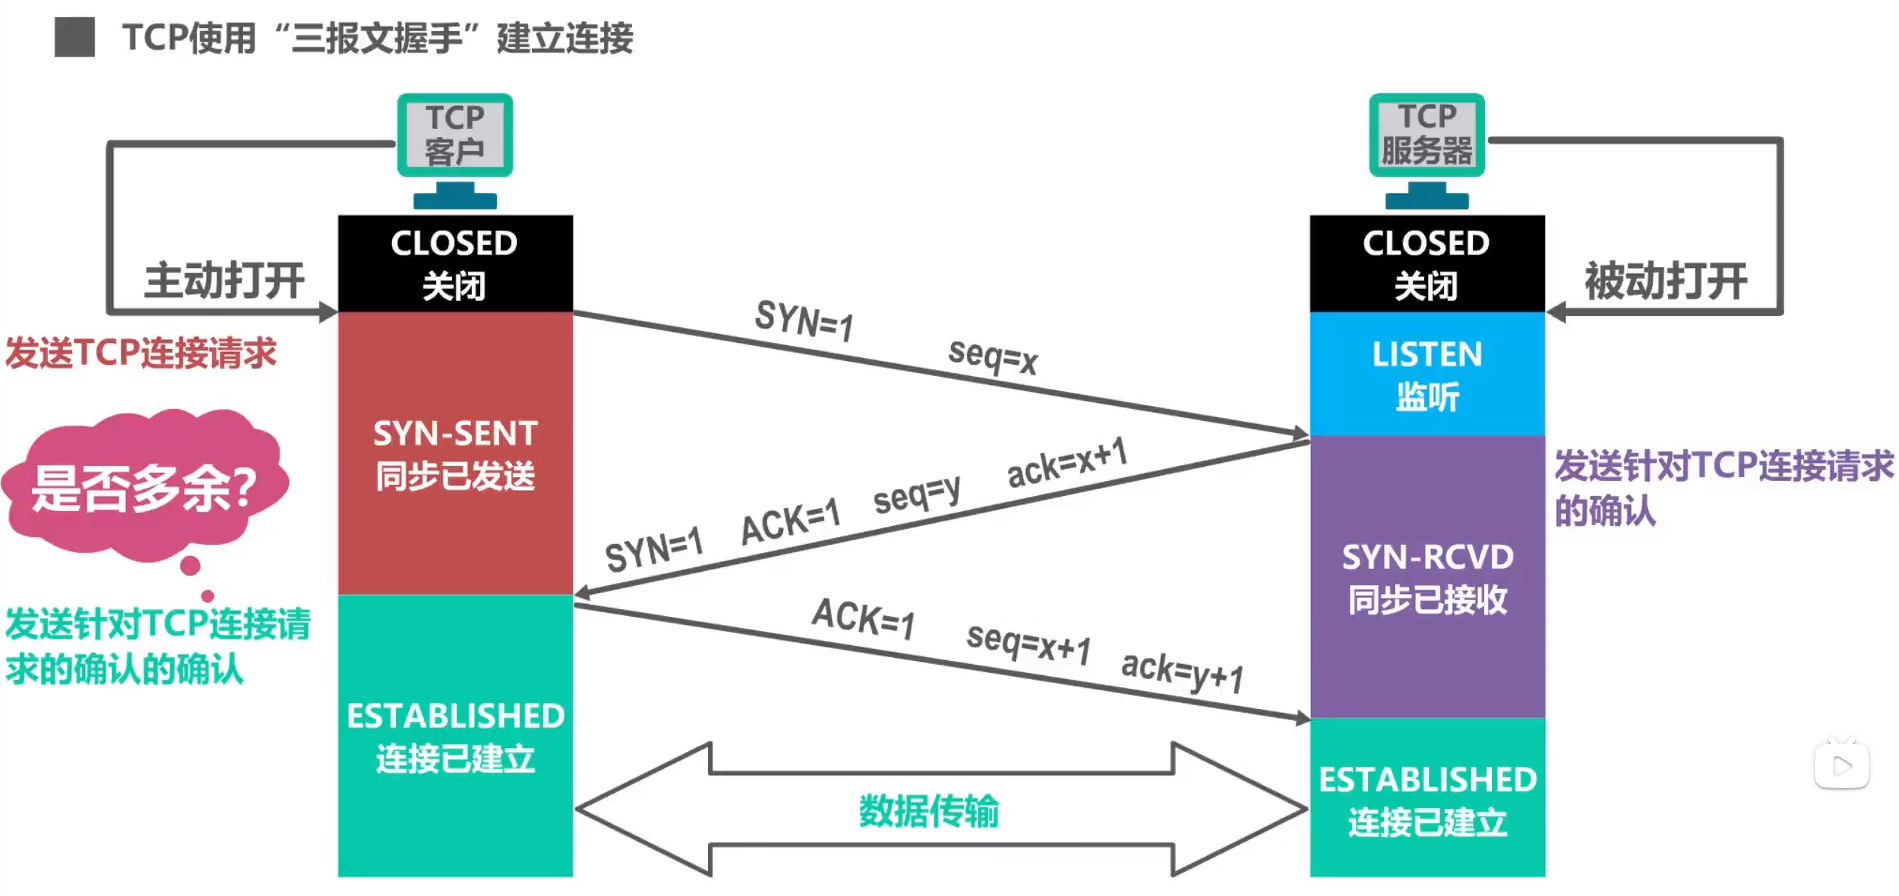 TCP使用“三报文握手”建立连接
TCP
客户
TCP
服务器
CLOSED
关闭
CLOSED
关闭
主动打开
被动打开
发送TCP连接请求
SYN=1 seq=x
LISTEN
监听
SYN-SENT
同步已发送
是否多余?
SYN=1 ACK=1 seq=y ack=x+1
发送针对TCP连接请求
的确认
SYN-RCVD
同步已接收
发送针对TCP连接请
求的确认的确认
ACK=1 seq=x+1 ack=y+1
ESTABLISHED
连接已建立
数据传输
ESTABLISHED
连接已建立